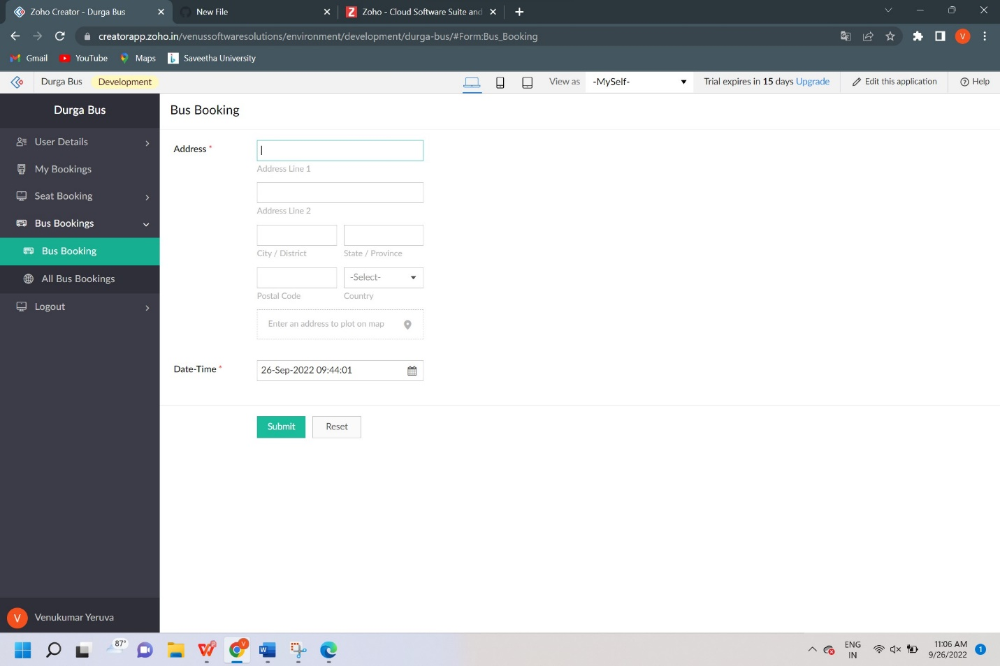 Zoho Creator - Durga Bus
New File
Zoho - Cloud Software Suite and
creatorapp.zoho.in/venussoftwaresolutions/environment/development/durga-bus/#Form:Bus_Booking
V
Gmail
YouTube
Maps
Saveetha University
Durga Bus
Development
View as
-MySelf-
Trial expires in 15 days Upgrade
Edit this application
Help
Durga Bus
Bus Booking
User Details
My Bookings
Seat Booking
Bus Bookings
Bus Booking
All Bus Bookings
Logout
Address *
Address Line 1
Address Line 2
City / District
State / Province
-Select-
Postal Code
Country
Enter an address to plot on map
Date-Time *
26-Sep-2022 09:44:01
Submit
Reset
V
Venukumar Yeruva
87°
ENG
IN
11:06 AM
9/26/2022
1